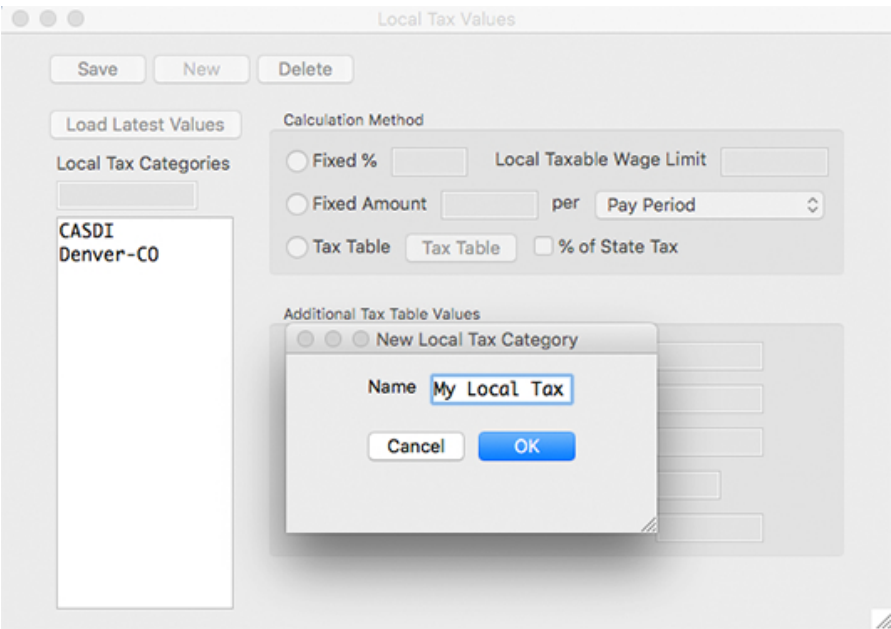 Local Tax Values
Save New Delete
Load Latest Values
Local Tax Categories
CASDI
Denver-CO
Calculation Method
Fixed % Local Taxable Wage Limit
Fixed Amount per Pay Period
Tax Table Tax Table % of State Tax
Additional Tax Table Values
New Local Tax Category
Name My Local Tax
Cancel OK